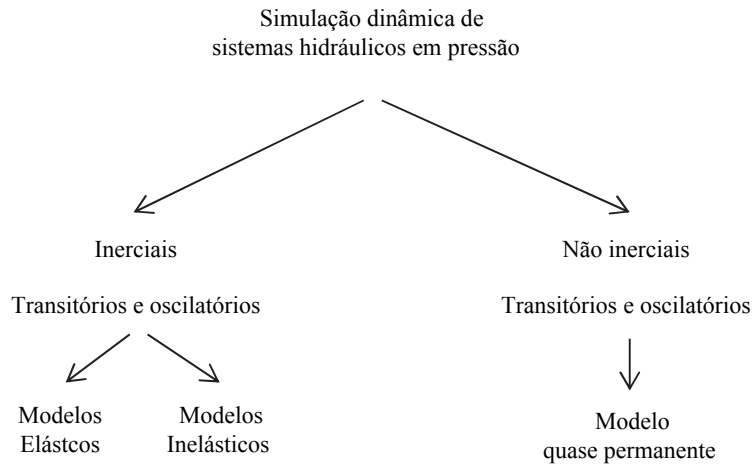 Simulação dinâmica de
sistemas hidráulicos em pressão
Inerciais
Não inerciais
Transitórios e oscilatórios
Transitórios e oscilatórios
Modelos
Elástcos
Modelos
Inelásticos
Modelo
quase permanente